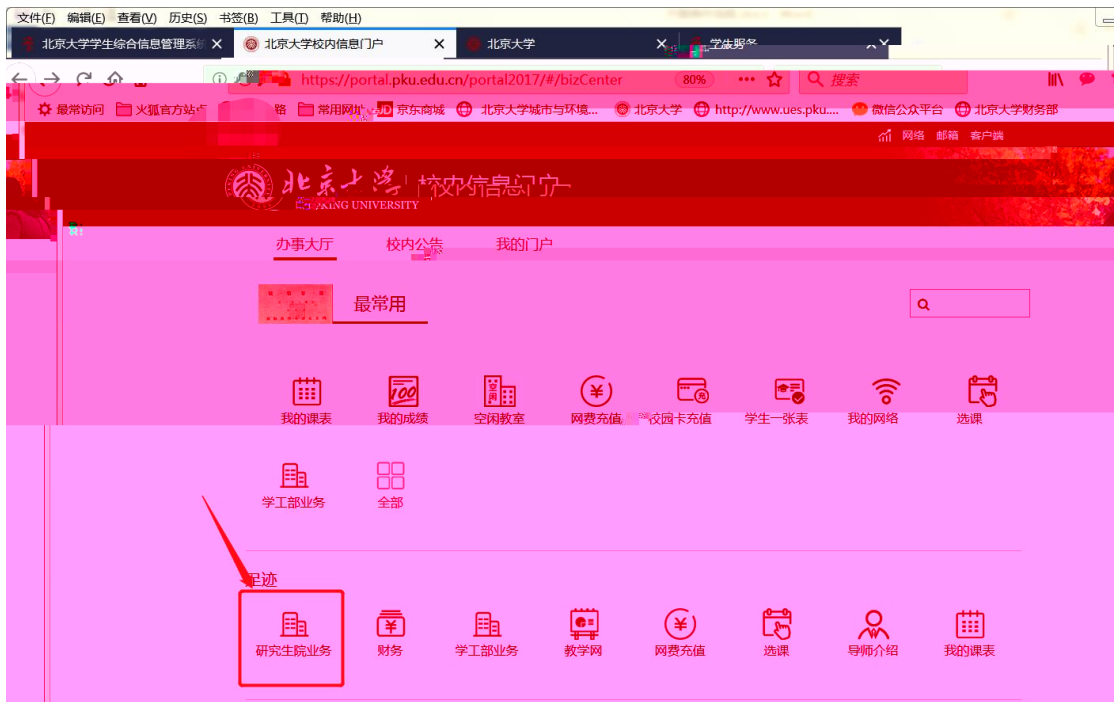 文件(F) 编辑(E) 查看(V) 历史(S) 书签(B) 工具(T) 帮助(H)
北京大学学生综合信息管理系统 × 北京大学校内信息门户 × 北京大学 × 学生服务 ×
https://portal.pku.edu.cn/portal2017/#/bizCenter 80% ••• 搜索
最常访问 火狐官方站点 常用网址 JD 京东商城 北京大学城市与环境... 北京大学 http://www.ues.pku.... 微信公众平台 北京大学财务部
网络 邮箱 客户端
北京大学 校内信息门户
PEKING UNIVERSITY
办事大厅 校内公告 我的门户
最常用
我的课表 我的成绩 空闲教室 网费充值 校园卡充值 学生一张表 我的网络 选课
学工部业务 全部
足迹
研究生院业务 财务 学工部业务 教学网 网费充值 选课 导师介绍 我的课表